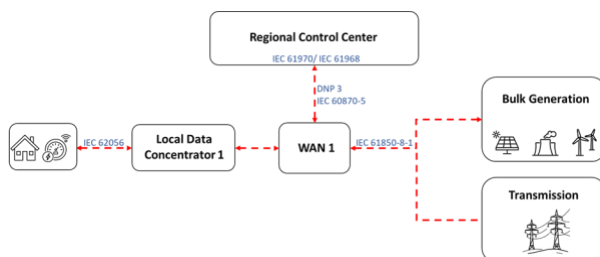 Regional Control Center
IEC 61970/ IEC 61968
DNP 3
IEC 60870-5
Bulk Generation
IEC 62056
Local Data
Concentrator 1
WAN 1
IEC 61850-8-1
Transmission